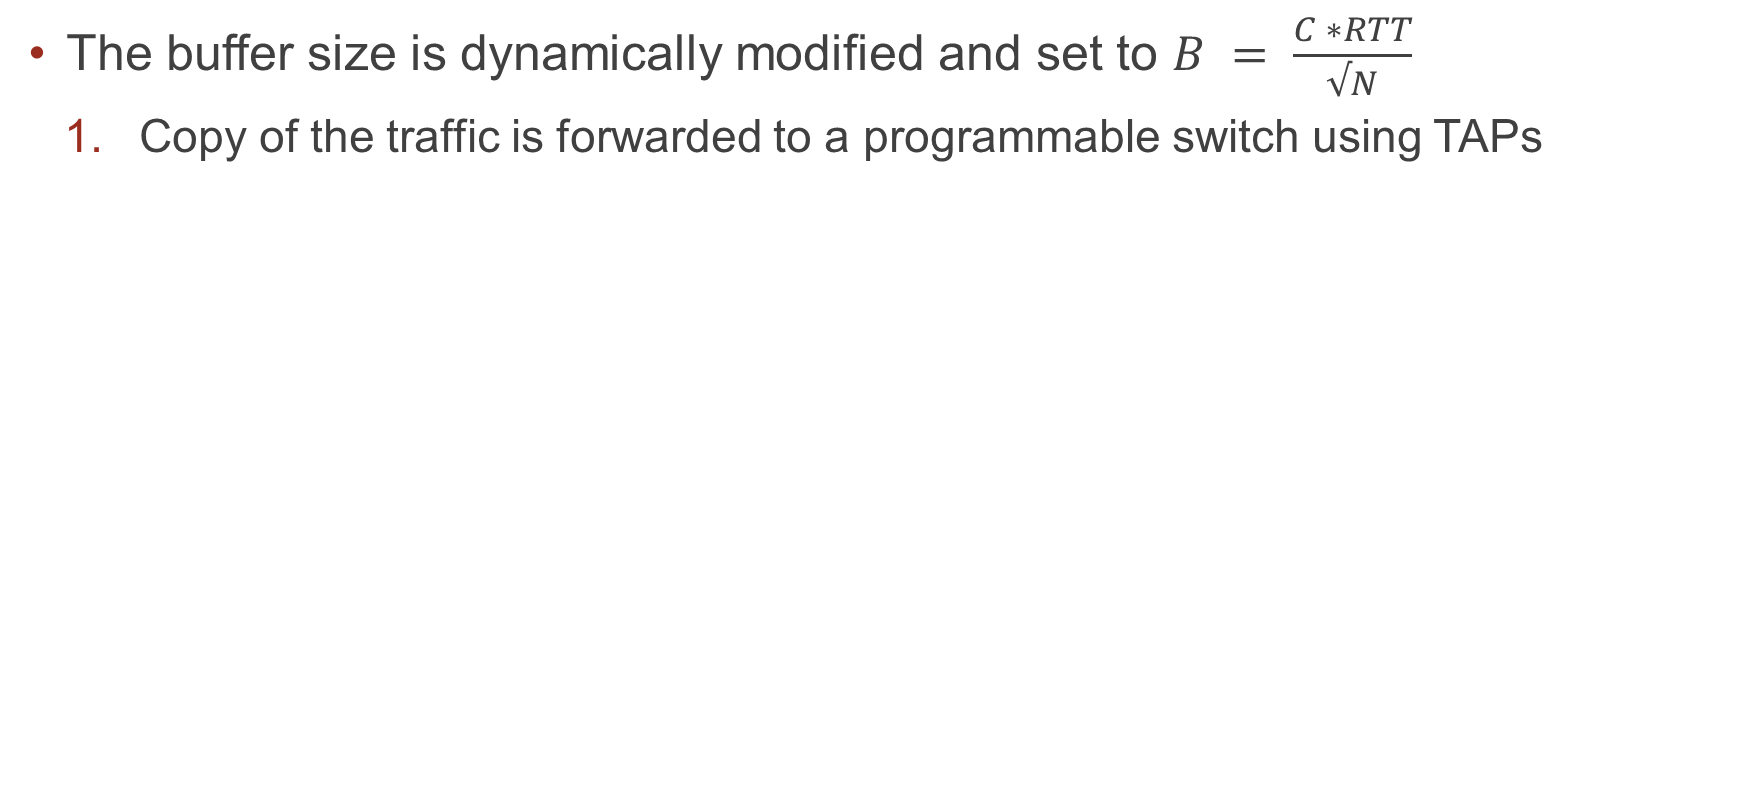 • The buffer size is dynamically modified and set to B = C *RTT / √N
1. Copy of the traffic is forwarded to a programmable switch using TAPs